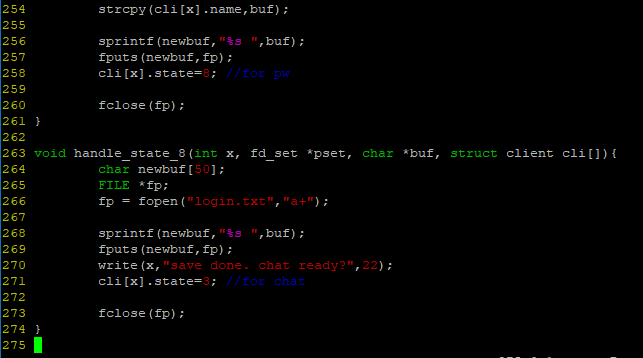 254         strcpy(cli[x].name,buf);
255
256         sprintf(newbuf,"%s ",buf);
257         fputs(newbuf,fp);
258         cli[x].state=8; //for pw
259
260         fclose(fp);
261 }
262
263 void handle_state_8(int x, fd_set *pset, char *buf, struct client cli[]){
264         char newbuf[50];
265         FILE *fp;
266         fp = fopen("login.txt","a+");
267
268         sprintf(newbuf,"%s ",buf);
269         fputs(newbuf,fp);
270         write(x,"save done. chat ready?",22);
271         cli[x].state=3; //for chat
272
273         fclose(fp);
274 }
275